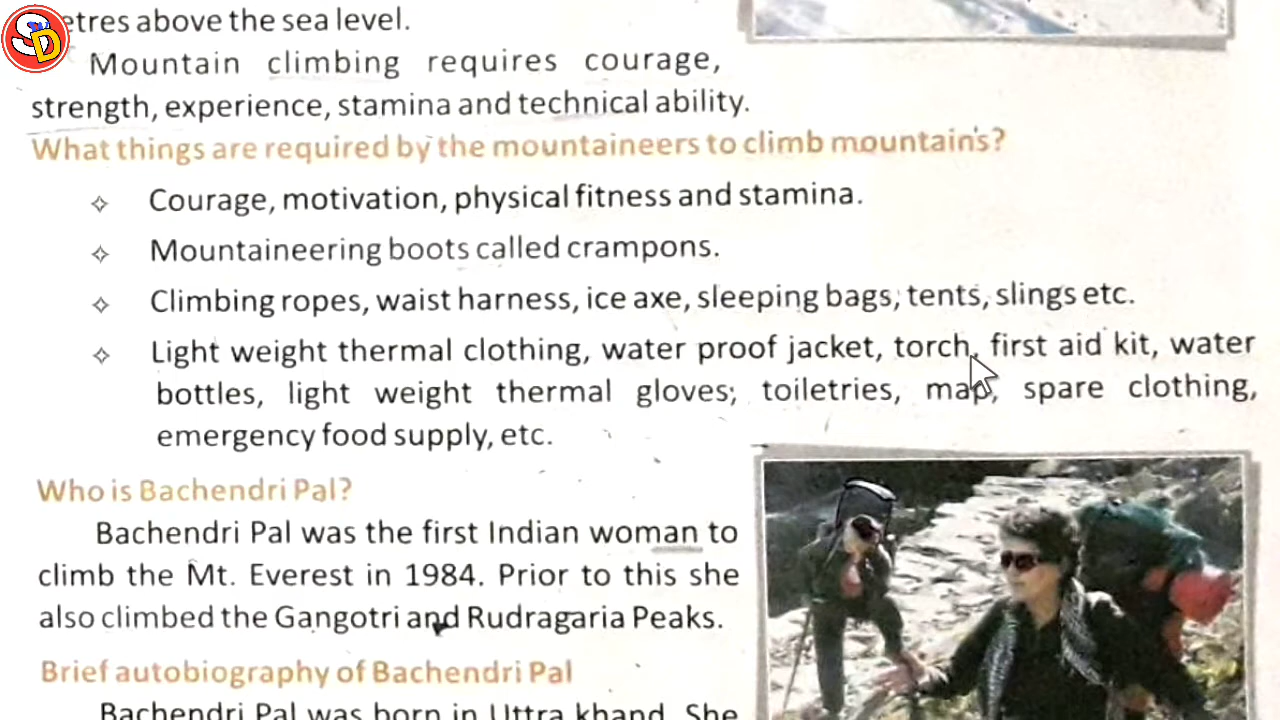 SD
etres above the sea level.
Mountain climbing requires courage,
strength, experience, stamina and technical ability.
What things are required by the mountaineers to climb mountains?
✧ Courage, motivation, physical fitness and stamina.
✧ Mountaineering boots called crampons.
✧ Climbing ropes, waist harness, ice axe, sleeping bags, tents, slings etc.
✧ Light weight thermal clothing, water proof jacket, torch, first aid kit, water
bottles, light weight thermal gloves; toiletries, map, spare clothing,
emergency food supply, etc.
Who is Bachendri Pal?
Bachendri Pal was the first Indian woman to
climb the Mt. Everest in 1984. Prior to this she
also climbed the Gangotri and Rudragaria Peaks.
Brief autobiography of Bachendri Pal
Bachendri Pal was born in Uttra khand. She